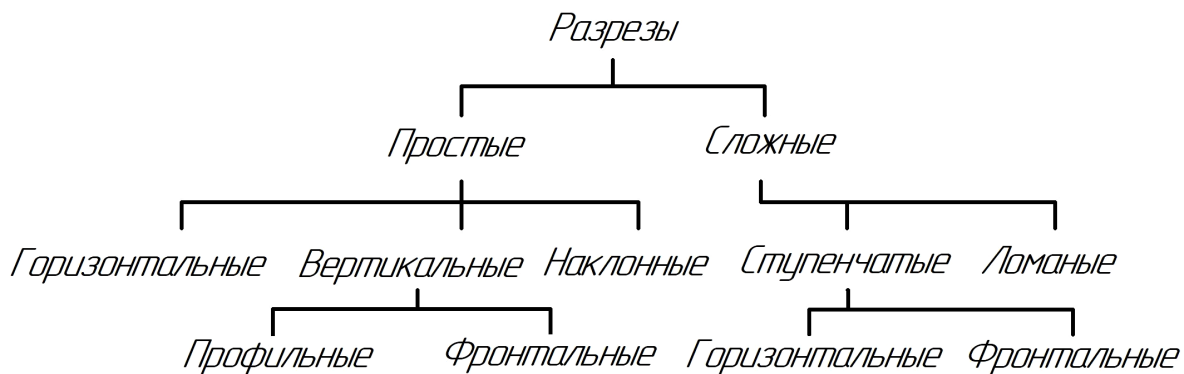 Разрезы
Простые Сложные
Горизонтальные Вертикальные Наклонные Ступенчатые Ломаные
Профильные Фронтальные Горизонтальные Фронтальные